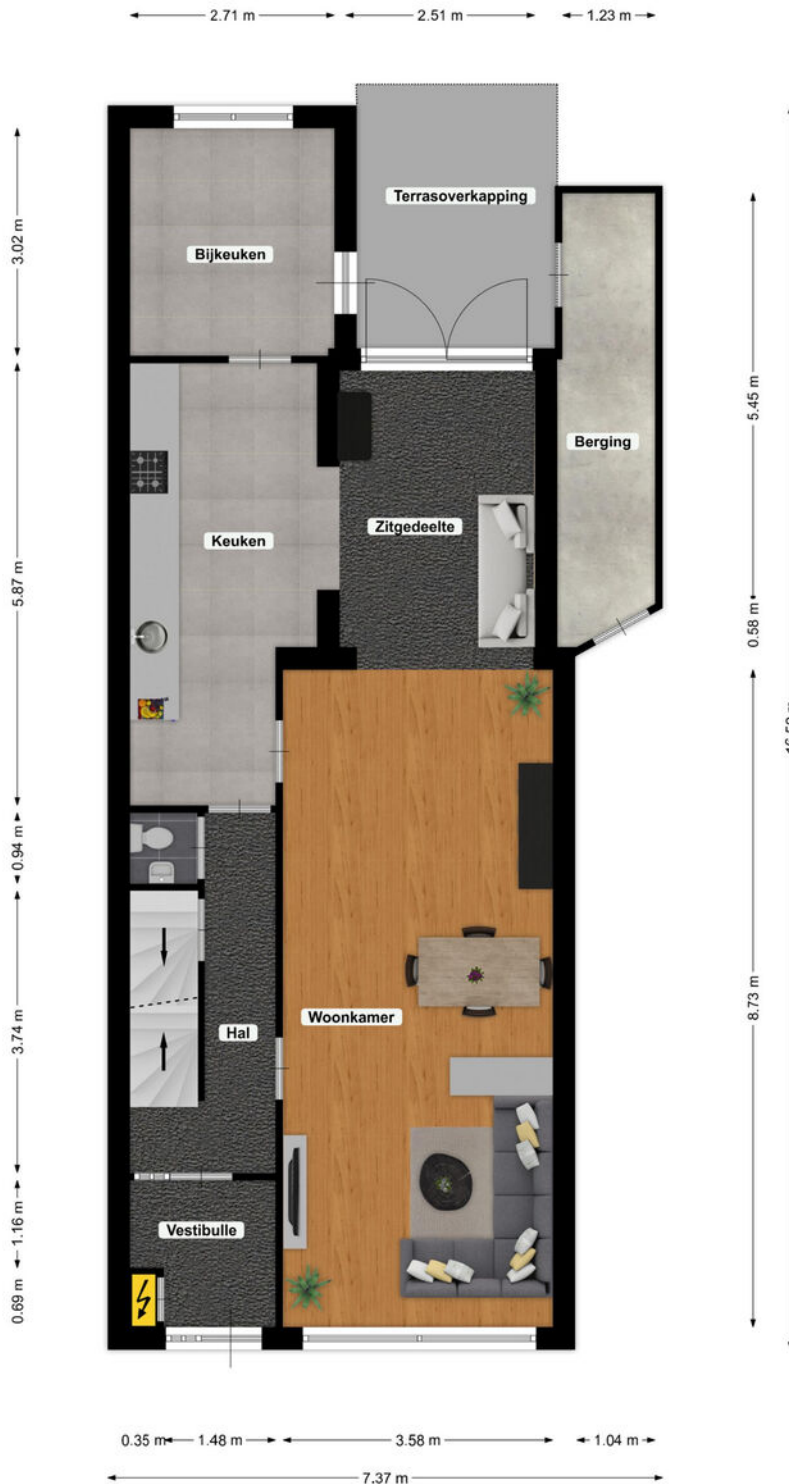 2.71 m
2.51 m
1.23 m
Terrasoverkapping
3.02 m
Bijkeuken
5.45 m
Berging
Zitgedeelte
Keuken
5.87 m
0.58 m
0.94 m
8.73 m
Woonkamer
Hal
3.74 m
1.16 m
Vestibulle
0.69 m
0.35 m
1.48 m
3.58 m
1.04 m
7.37 m